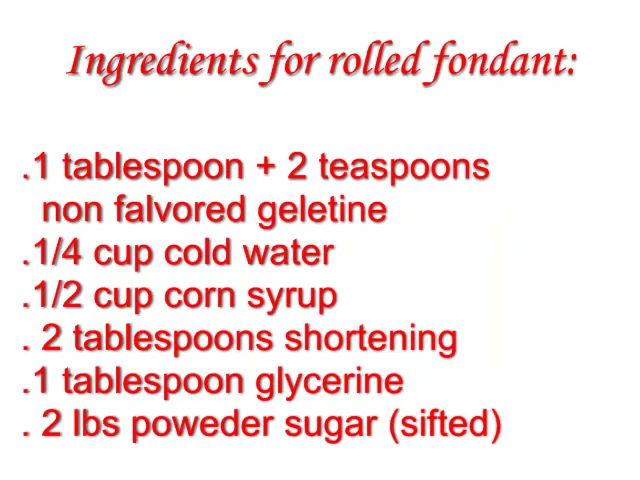 Ingredients for rolled fondant:
.1 tablespoon + 2 teaspoons
non falvored geletine
.1/4 cup cold water
.1/2 cup corn syrup
. 2 tablespoons shortening
.1 tablespoon glycerine
. 2 lbs poweder sugar (sifted)